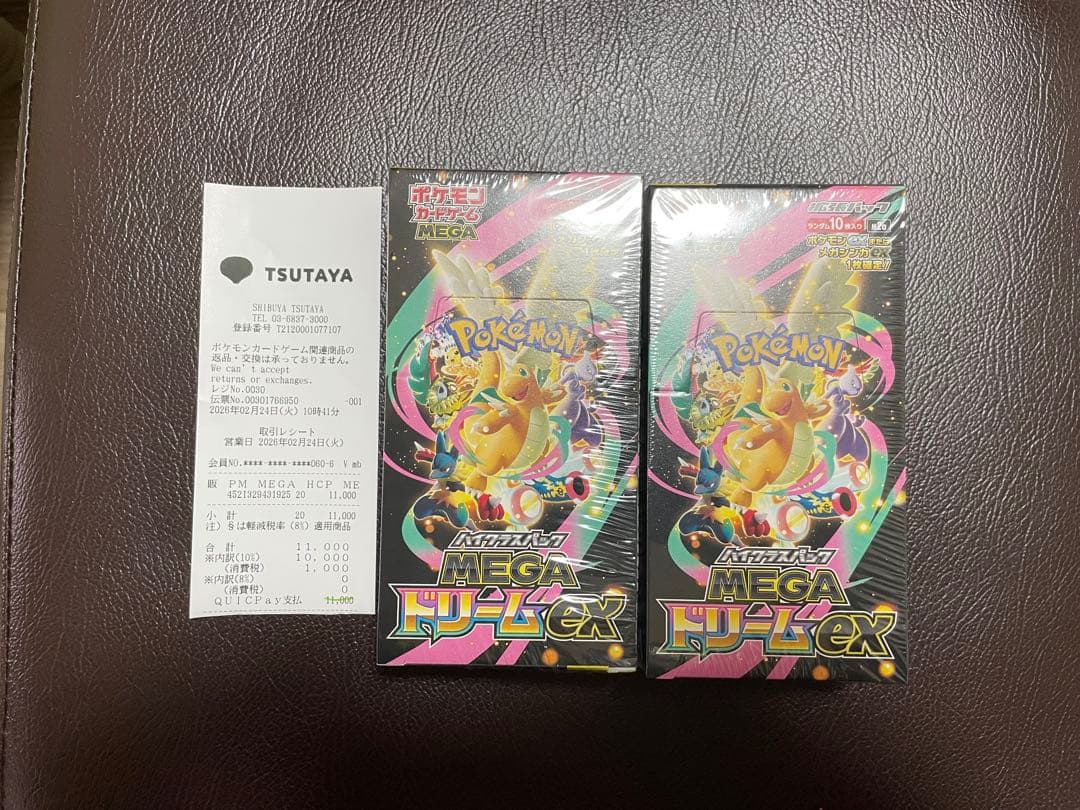 TSUTAYA
SHIBUYA TSUTAYA
TEL 03-6837-3000
登録番号 T2120001077107
ポケモンカードゲーム関連商品の
返品・交換は承っておりません。
We can't accept
returns or exchanges.
レジNo.0030
伝票No.00301766950 -001
2026年02月24日(火) 10時41分
取引レシート
営業日 2026年02月24日(火)
会員NO.****-****-****060-6 V mb
販 PM MEGA HCP ME
4521329431925 20 11,000
小計 20 11,000
注) §は軽減税率 (8%) 適用商品
合計 11,000
※内訳(10%) 10,000
(消費税) 1,000
※内訳(8%) 0
(消費税) 0
QUICPay支払 11,000
ポケモン
カードゲーム
MEGA
POKéMON
ハイクラスパック
MEGA
ドリームex
拡張パック
ランダム10枚入り
ポケモンexまたは
メガシンカex
1枚確定!
POKéMON
ハイクラスパック
MEGA
ドリームex